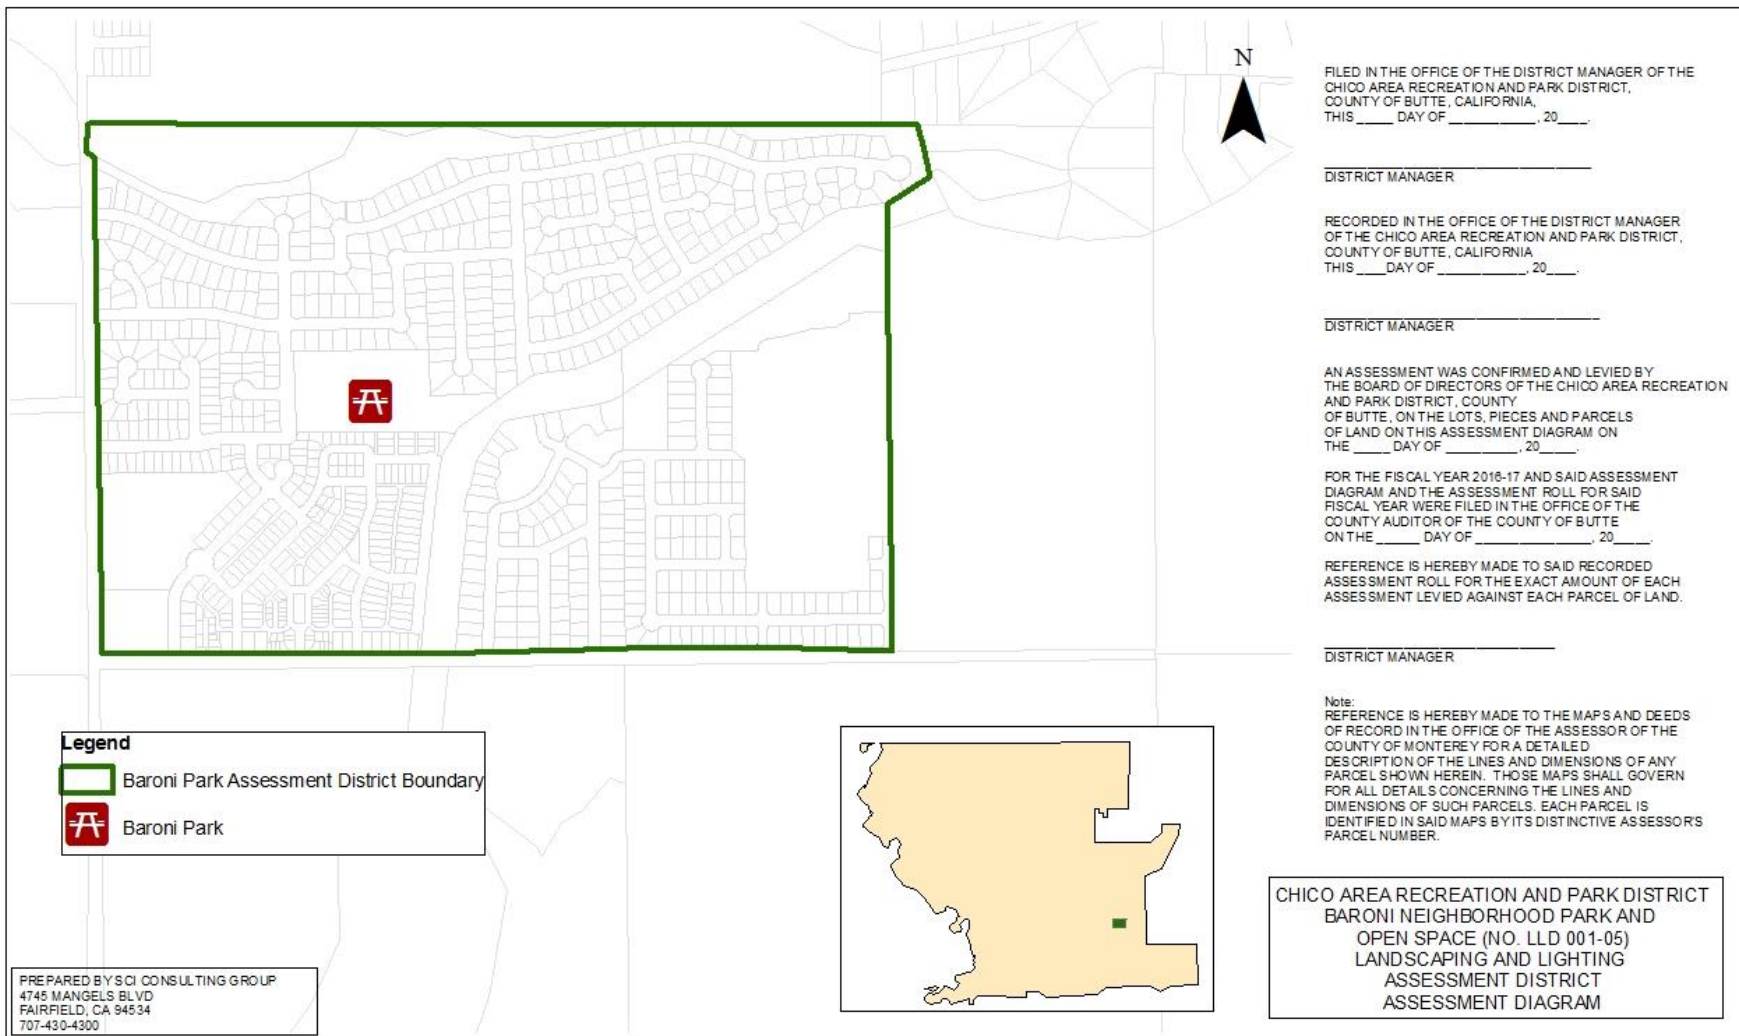 N
FILED IN THE OFFICE OF THE DISTRICT MANAGER OF THE
CHICO AREA RECREATION AND PARK DISTRICT,
COUNTY OF BUTTE, CALIFORNIA,
THIS _____ DAY OF ___________, 20____.
DISTRICT MANAGER
RECORDED IN THE OFFICE OF THE DISTRICT MANAGER
OF THE CHICO AREA RECREATION AND PARK DISTRICT,
COUNTY OF BUTTE, CALIFORNIA
THIS ____DAY OF ___________, 20____.
DISTRICT MANAGER
AN ASSESSMENT WAS CONFIRMED AND LEVIED BY
THE BOARD OF DIRECTORS OF THE CHICO AREA RECREATION
AND PARK DISTRICT, COUNTY
OF BUTTE, ON THE LOTS, PIECES AND PARCELS
OF LAND ON THIS ASSESSMENT DIAGRAM ON
THE _____ DAY OF _________, 20_____.
FOR THE FISCAL YEAR 2016-17 AND SAID ASSESSMENT
DIAGRAM AND THE ASSESSMENT ROLL FOR SAID
FISCAL YEAR WERE FILED IN THE OFFICE OF THE
COUNTY AUDITOR OF THE COUNTY OF BUTTE
ON THE ______ DAY OF _______________, 20_____.
REFERENCE IS HEREBY MADE TO SAID RECORDED
ASSESSMENT ROLL FOR THE EXACT AMOUNT OF EACH
ASSESSMENT LEVIED AGAINST EACH PARCEL OF LAND.
DISTRICT MANAGER
Note:
REFERENCE IS HEREBY MADE TO THE MAPS AND DEEDS
OF RECORD IN THE OFFICE OF THE ASSESSOR OF THE
COUNTY OF MONTEREY FOR A DETAILED
DESCRIPTION OF THE LINES AND DIMENSIONS OF ANY
PARCEL SHOWN HEREIN. THOSE MAPS SHALL GOVERN
FOR ALL DETAILS CONCERNING THE LINES AND
DIMENSIONS OF SUCH PARCELS. EACH PARCEL IS
IDENTIFIED IN SAID MAPS BY ITS DISTINCTIVE ASSESSOR'S
PARCEL NUMBER.
Legend
Baroni Park Assessment District Boundary
Baroni Park
CHICO AREA RECREATION AND PARK DISTRICT
BARONI NEIGHBORHOOD PARK AND
OPEN SPACE (NO. LLD 001-05)
LANDSCAPING AND LIGHTING
ASSESSMENT DISTRICT
ASSESSMENT DIAGRAM
PREPARED BY SCI CONSULTING GROUP
4745 MANGELS BLVD
FAIRFIELD, CA 94534
707-430-4300